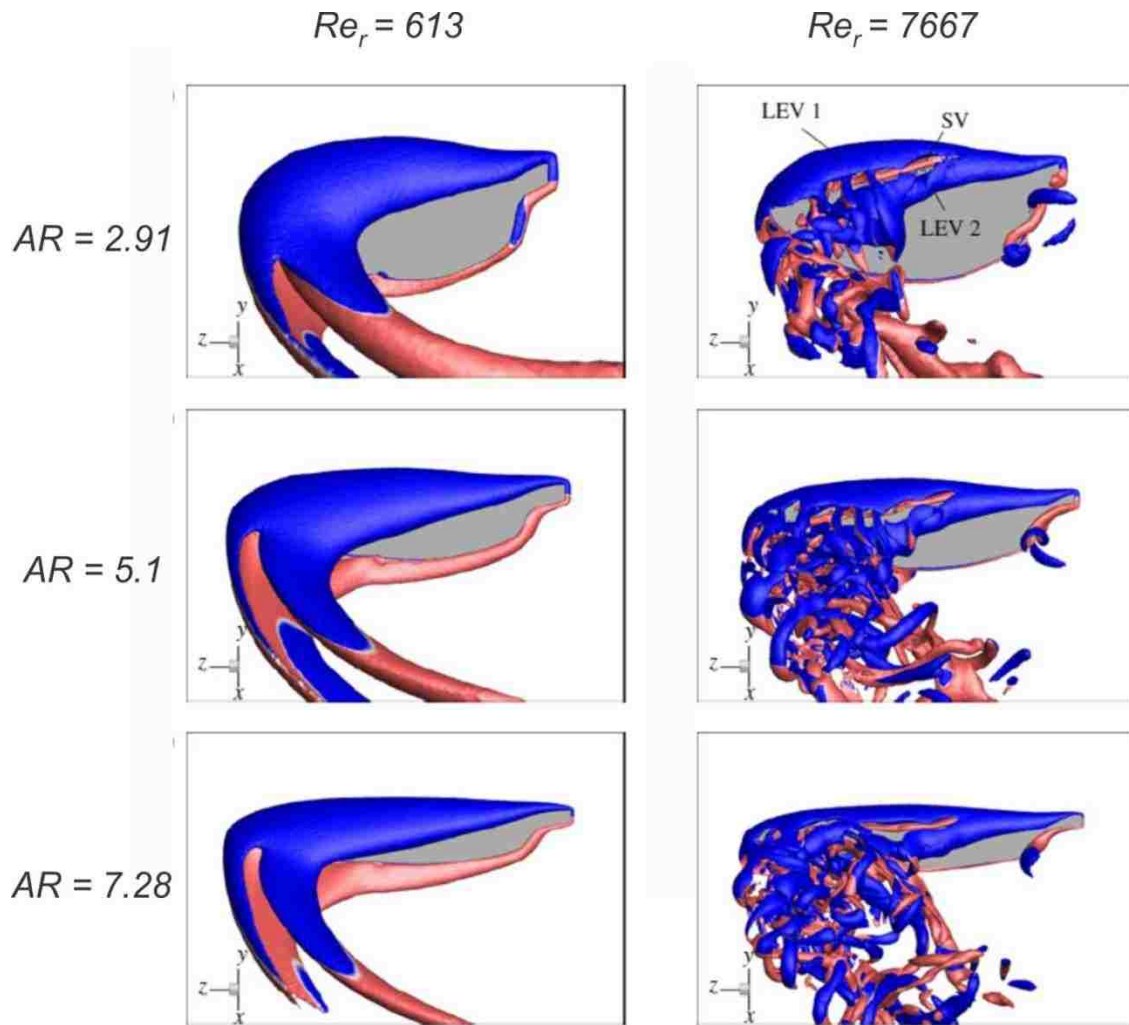 Re_r = 613 Re_r = 7667
LEV 1
SV
AR = 2.91
LEV 2
y y
z z
x x
AR = 5.1
y y
z z
x x
AR = 7.28
y y
z z
x x